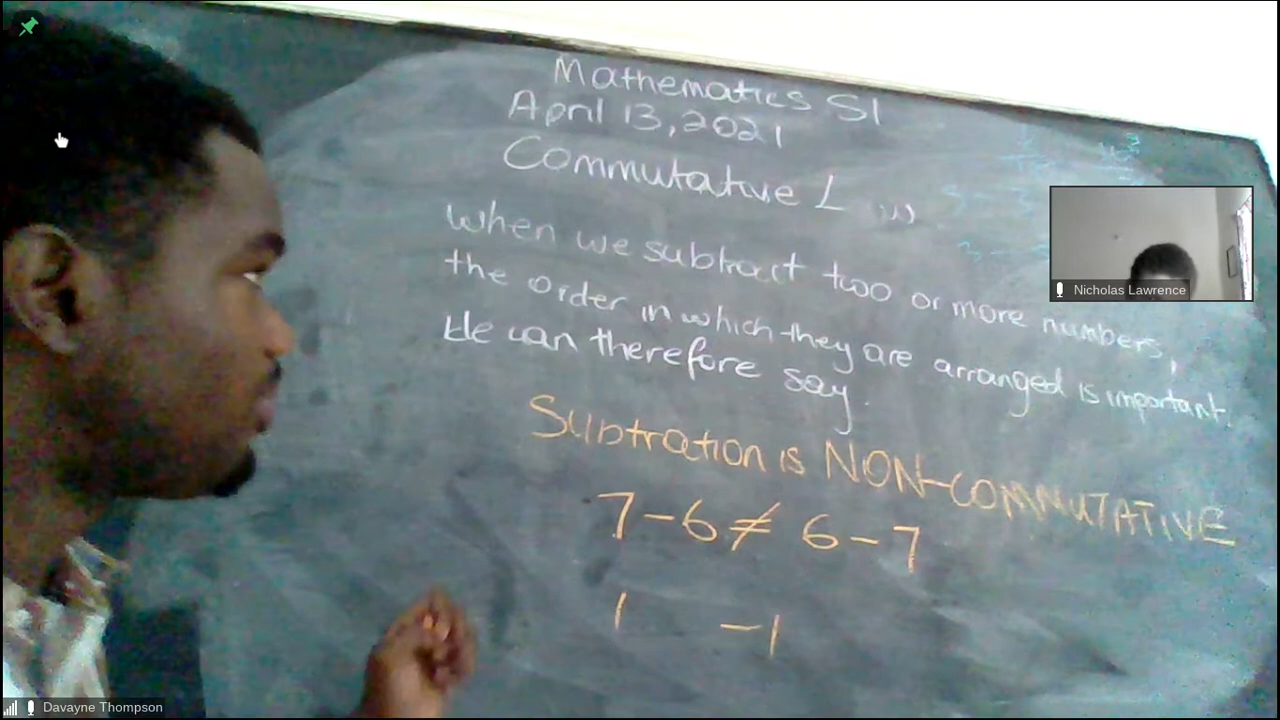 Mathematics S1
April 13, 2021
Commutative L
when we subtract two or more numbers,
the order in which they are arranged is important.
We can therefore say.
Subtration is NON-COMMUTATIVE
7-6 ≠ 6-7
1 -1
Nicholas Lawrence
Davayne Thompson